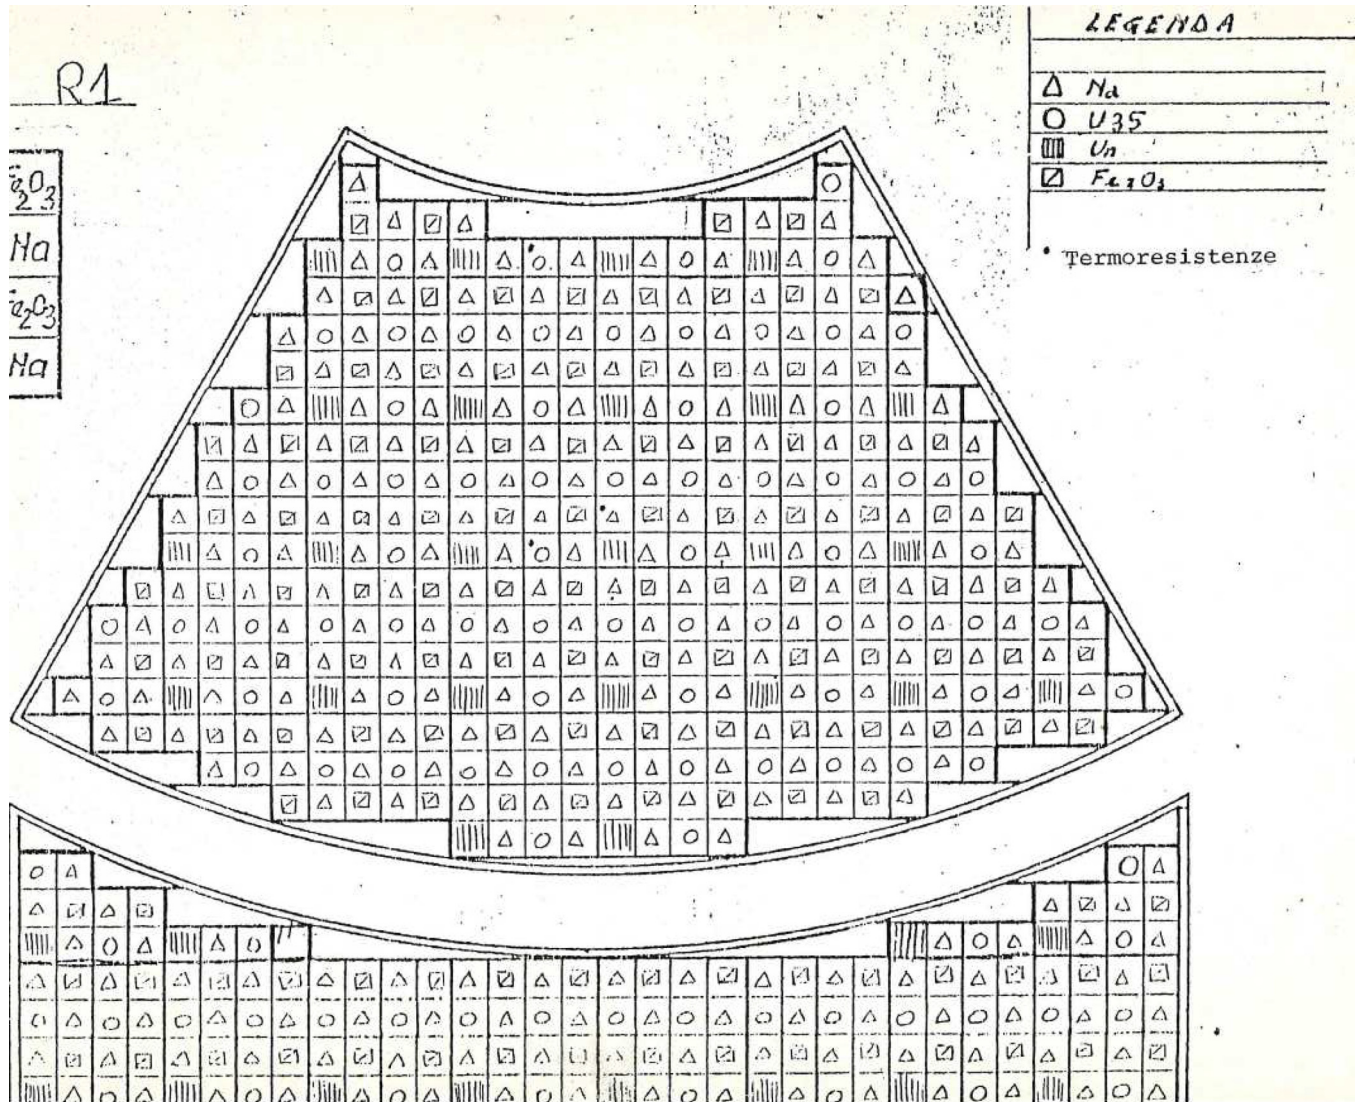 R1
Fe2O3
Na
Fe2O3
Na
LEGENDA
Na
U35
Un
Fe2O3
• Termoresistenze